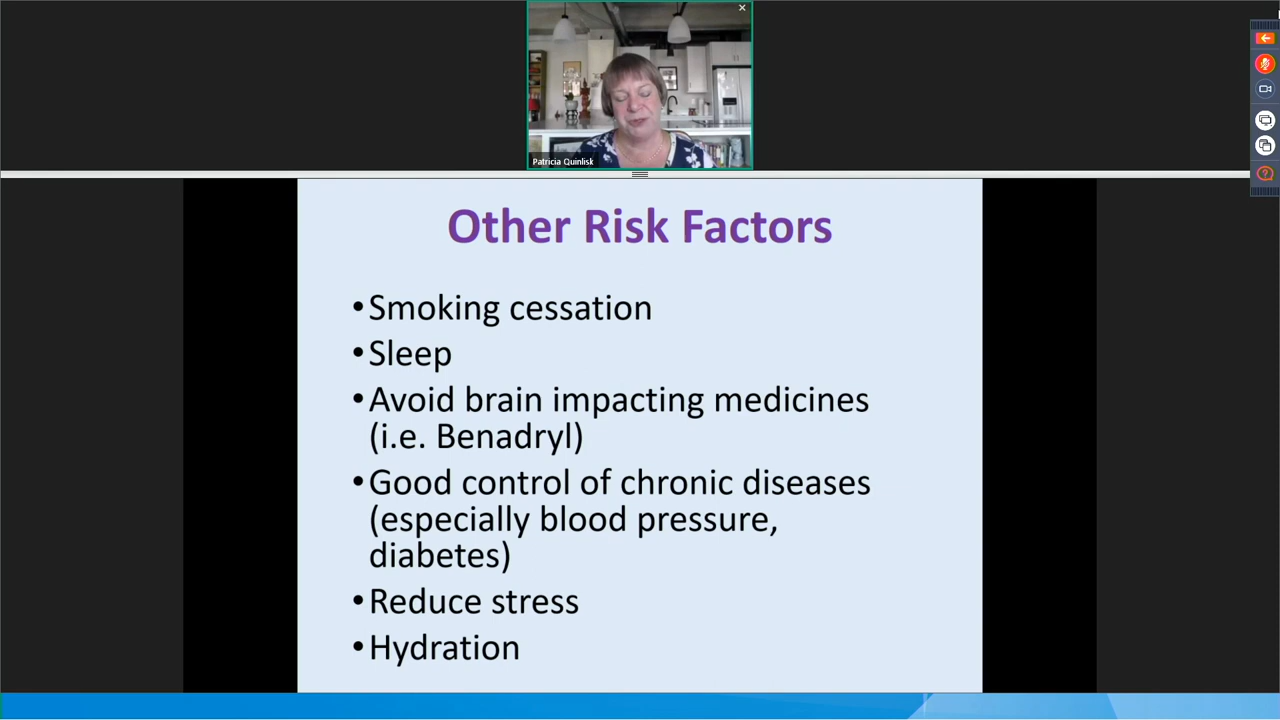 Patricia Quinlisk
Other Risk Factors
•Smoking cessation
•Sleep
•Avoid brain impacting medicines
(i.e. Benadryl)
•Good control of chronic diseases
(especially blood pressure,
diabetes)
•Reduce stress
•Hydration